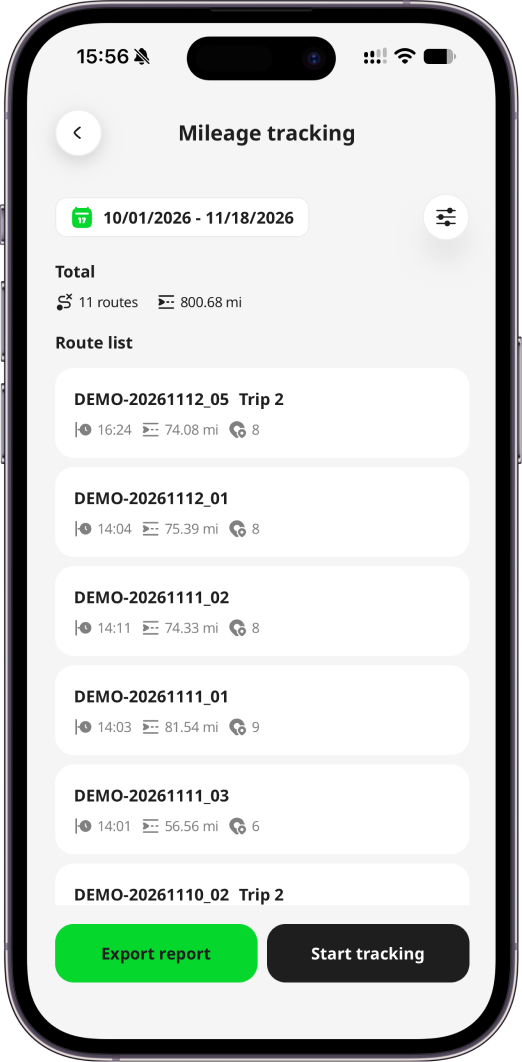 15:56
Mileage tracking
17
10/01/2026 - 11/18/2026
Total
11 routes 800.68 mi
Route list
DEMO-20261112_05 Trip 2
16:24 74.08 mi 8
DEMO-20261112_01
14:04 75.39 mi 8
DEMO-20261111_02
14:11 74.33 mi 8
DEMO-20261111_01
14:03 81.54 mi 9
DEMO-20261111_03
14:01 56.56 mi 6
DEMO-20261110_02 Trip 2
Export report
Start tracking